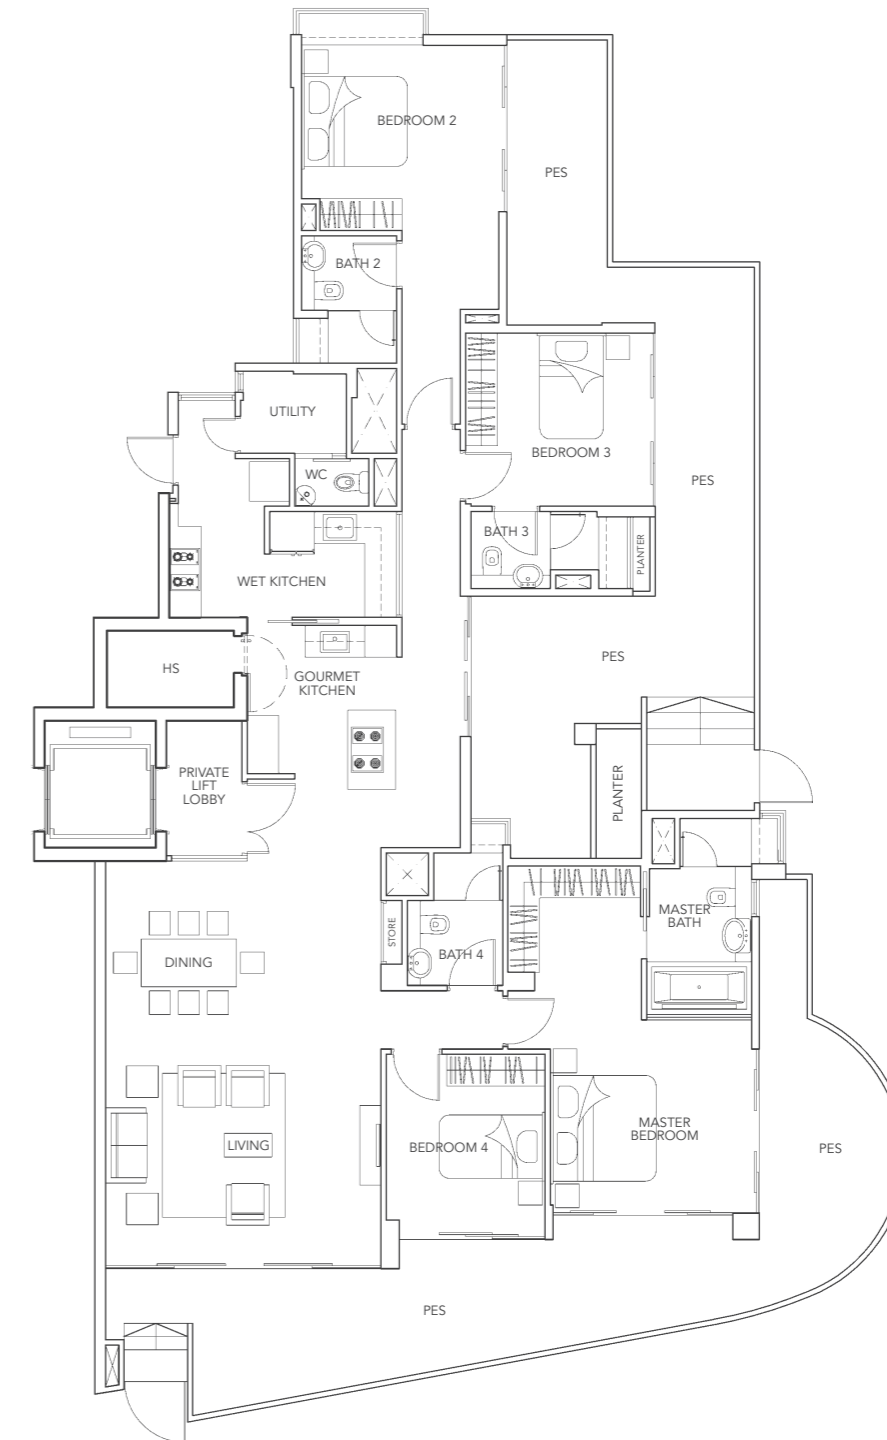 BEDROOM 2
PES
BATH 2
UTILITY
BEDROOM 3
WC
PES
BATH 3
PLANTER
WET KITCHEN
PES
HS
GOURMET
KITCHEN
PRIVATE
LIFT
LOBBY
PLANTER
MASTER
BATH
STORE
BATH 4
DINING
MASTER
BEDROOM
LIVING
BEDROOM 4
PES
PES